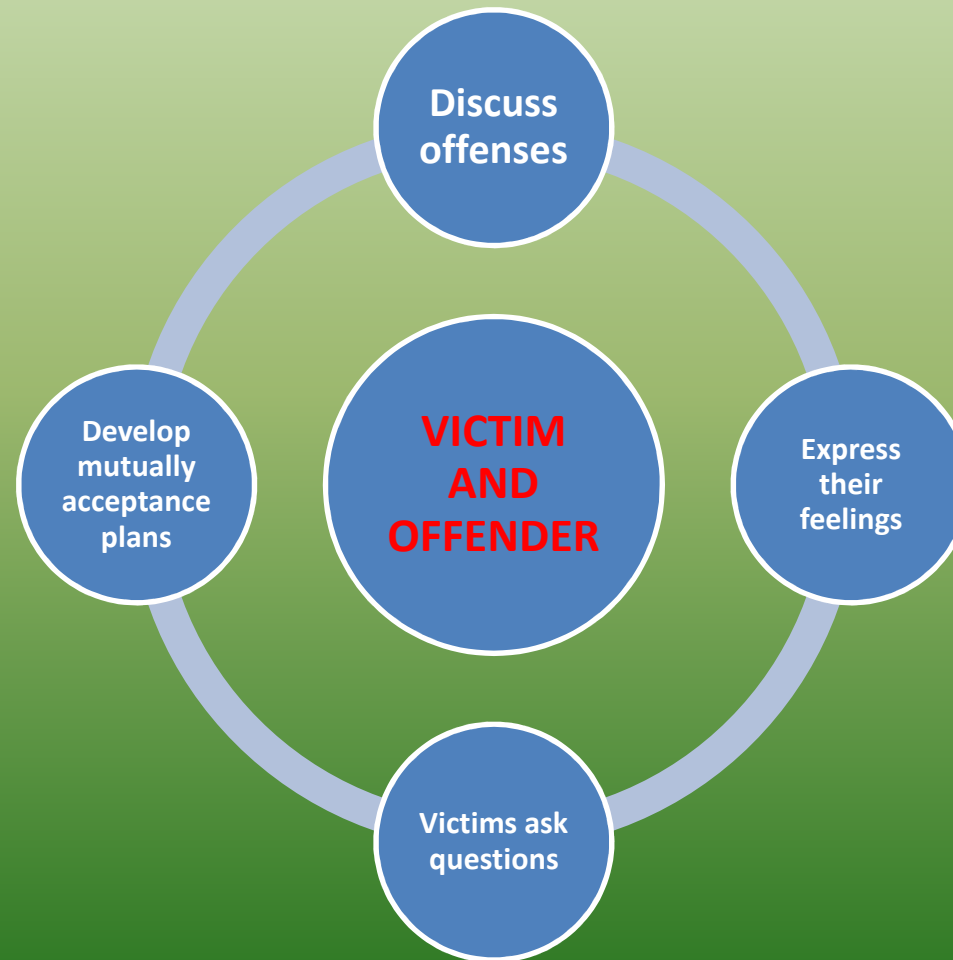 Discuss
offenses
Develop
mutually
acceptance
plans
VICTIM
AND
OFFENDER
Express
their
feelings
Victims ask
questions